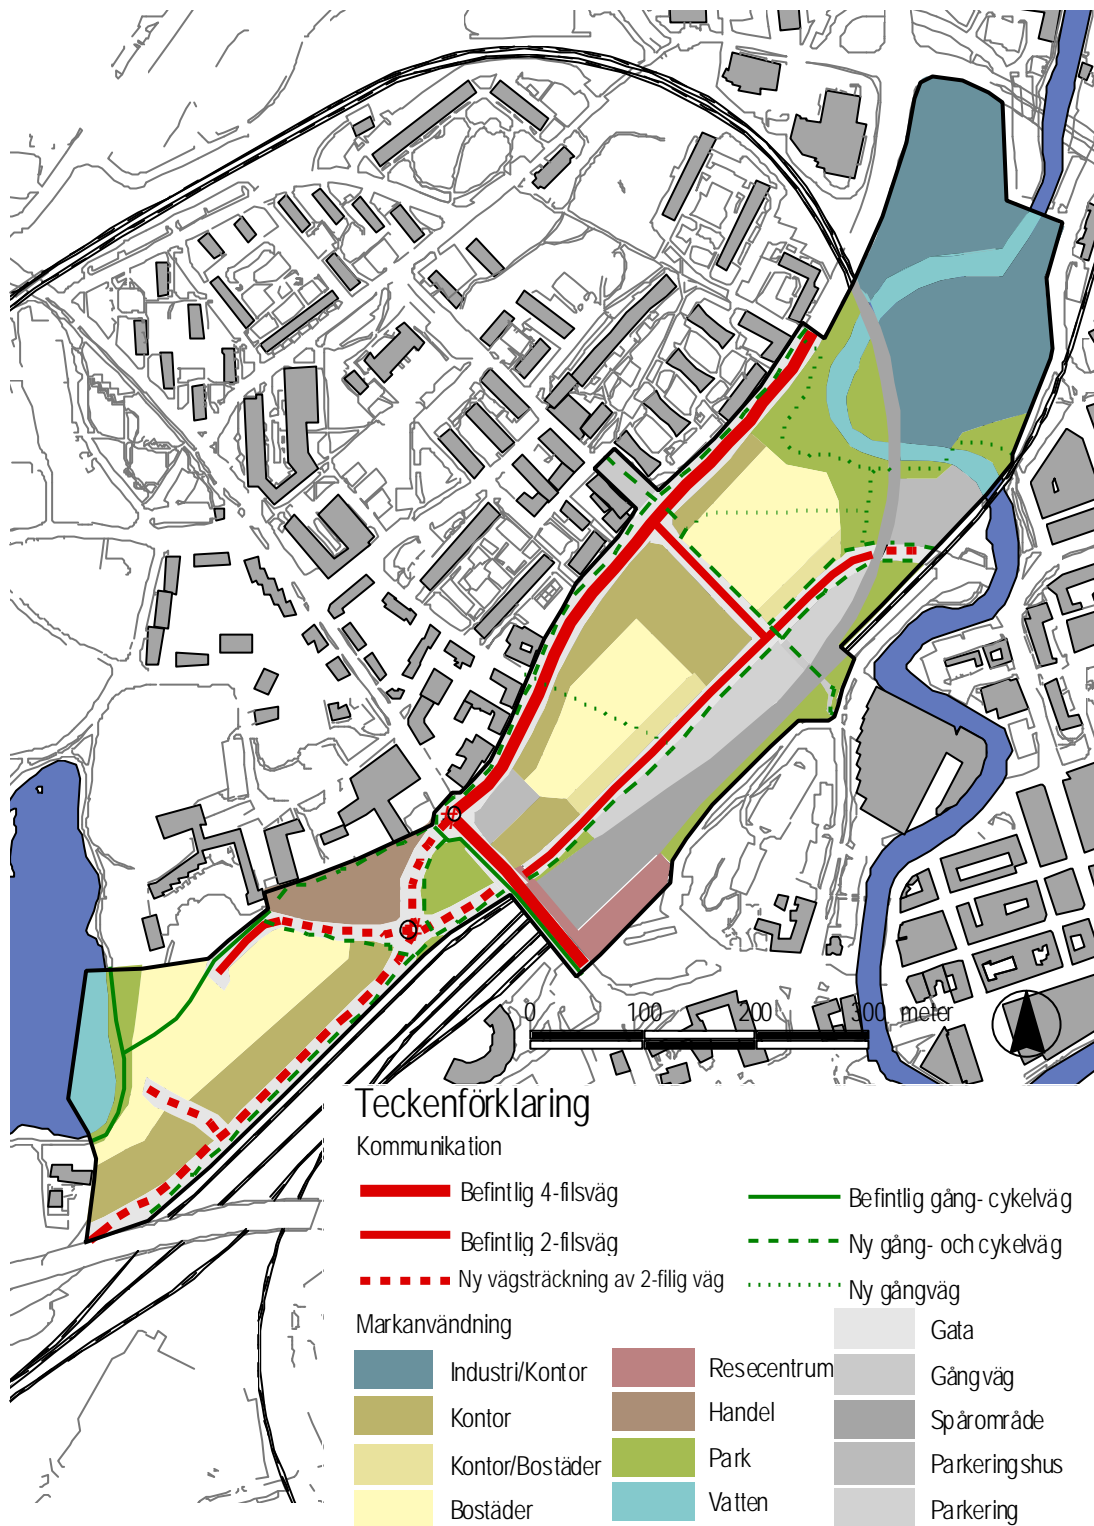 0 100 200 300 meter
Teckenförklaring
Kommunikation
Befintlig 4-filsväg
Befintlig 2-filsväg
Ny vägsträckning av 2-filig väg
Befintlig gång- cykelväg
Ny gång- och cykelväg
Ny gångväg
Markanvändning
Industri/Kontor
Kontor
Kontor/Bostäder
Bostäder
Resecentrum
Handel
Park
Vatten
Gata
Gångväg
Spårområde
Parkeringshus
Parkering